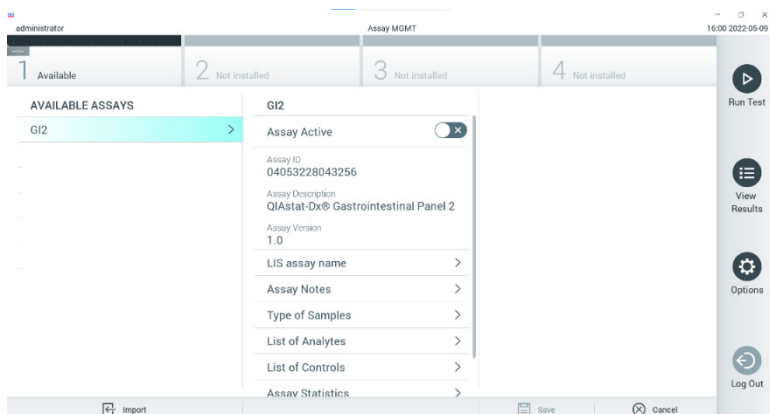 administrator Assay MGMT 16:00 2022-05-09
1 Available 2 Not installed 3 Not installed 4 Not installed
AVAILABLE ASSAYS
GI2
GI2
Assay Active
Assay ID
04053228043256
Assay Description
QIAstat-Dx® Gastrointestinal Panel 2
Assay Version
1.0
LIS assay name
Assay Notes
Type of Samples
List of Analytes
List of Controls
Assay Statistics
Run Test
View
Results
Options
Log Out
Import Save Cancel